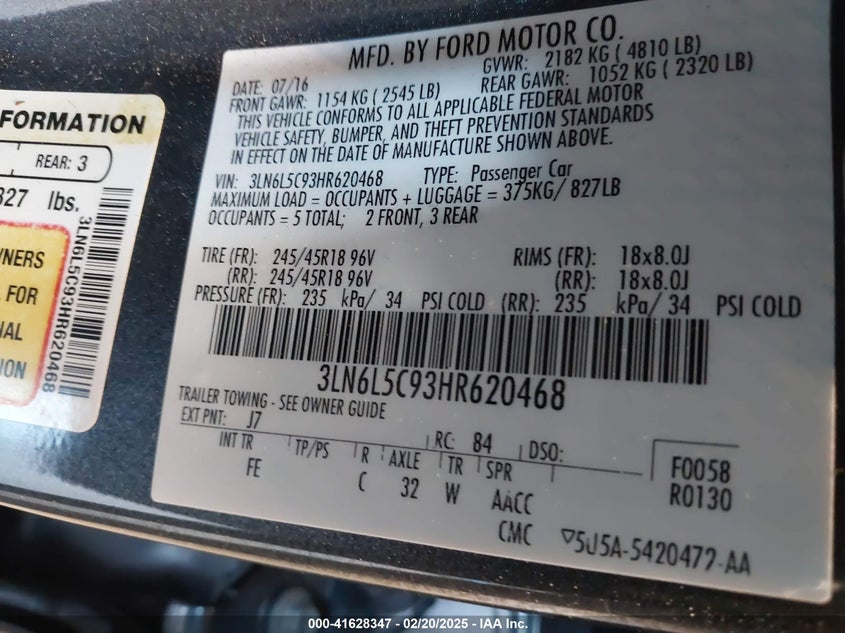 FORMATION
REAR: 3
827 lbs.
WNERS
FOR
3LN6L5C93HR620468
MFD. BY FORD MOTOR CO.
DATE: 07/16 GVWR: 2182 KG ( 4810 LB)
FRONT GAWR: 1154 KG ( 2545 LB) REAR GAWR: 1052 KG ( 2320 LB)
THIS VEHICLE CONFORMS TO ALL APPLICABLE FEDERAL MOTOR
VEHICLE SAFETY, BUMPER, AND THEFT PREVENTION STANDARDS
IN EFFECT ON THE DATE OF MANUFACTURE SHOWN ABOVE.
VIN: 3LN6L5C93HR620468 TYPE: Passenger Car
MAXIMUM LOAD = OCCUPANTS + LUGGAGE = 375KG/ 827LB
OCCUPANTS = 5 TOTAL; 2 FRONT, 3 REAR
TIRE (FR): 245/45R18 96V RIMS (FR): 18x8.0J
(RR): 245/45R18 96V (RR): 18x8.0J
PRESSURE (FR): 235 kPa/ 34 PSI COLD (RR): 235 kPa/ 34 PSI COLD
3LN6L5C93HR620468
TRAILER TOWING - SEE OWNER GUIDE
EXT PNT: J7 RC: 84 DSO:
INT TR TP/PS R AXLE TR SPR F0058
FE C 32 W AACC R0130
CMC 5U5A-5420472-AA
000-41628347 — 02/20/2025 — IAA Inc.